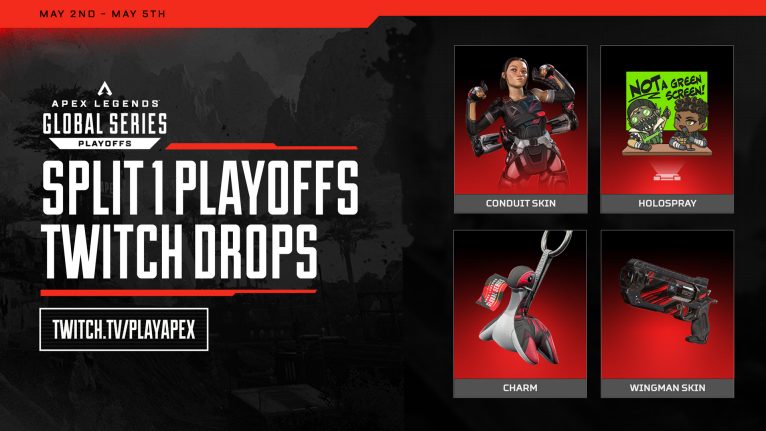 MAY 2ND - MAY 5TH
APEX LEGENDS
GLOBAL SERIES
PLAYOFFS
SPLIT 1 PLAYOFFS
TWITCH DROPS
TWITCH.TV/PLAYAPEX
NOT A GREEN
SCREEN!
CONDUIT SKIN
HOLOSPRAY
CHARM
WINGMAN SKIN